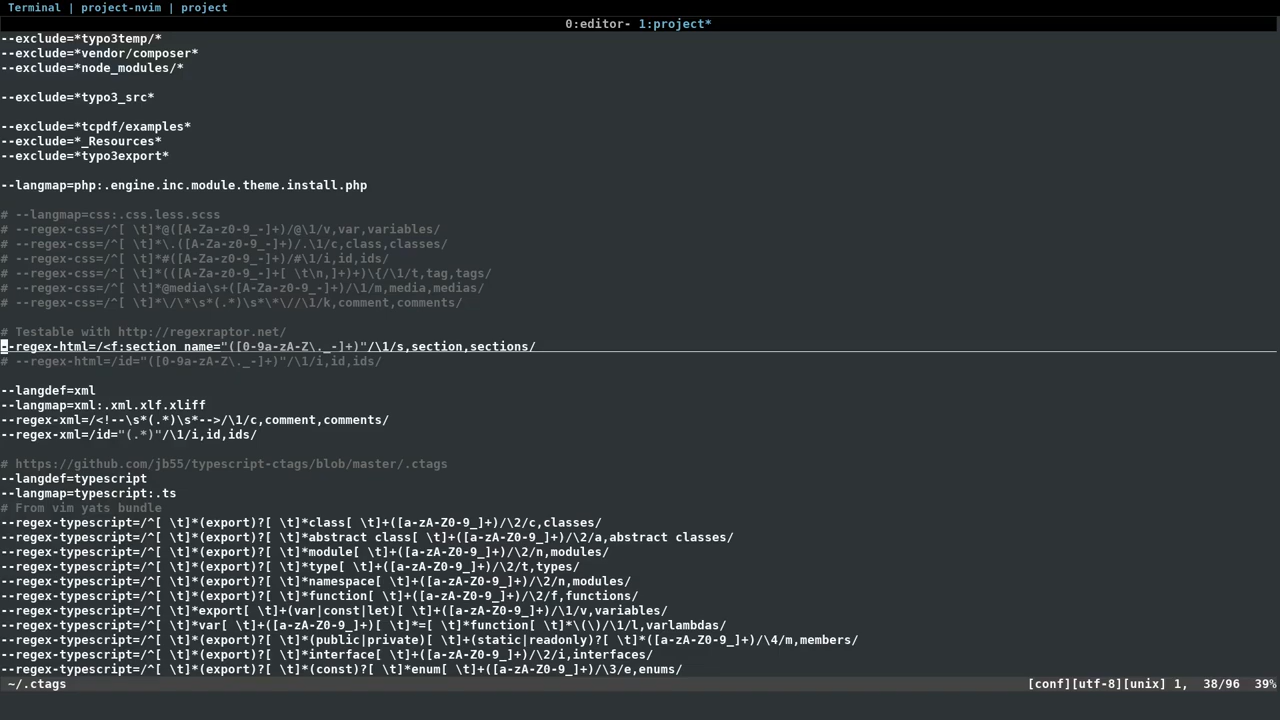 Terminal | project-nvim | project
0:editor- 1:project*
--exclude=*typo3temp/*
--exclude=*vendor/composer*
--exclude=*node_modules/*
--exclude=*typo3_src*
--exclude=*tcpdf/examples*
--exclude=*_Resources*
--exclude=*typo3export*
--langmap=php:.engine.inc.module.theme.install.php
# --langmap=css:.css.less.scss
# --regex-css=/^[ \t]*@([A-Za-z0-9_-]+)/@\1/v,var,variables/
# --regex-css=/^[ \t]*\.([A-Za-z0-9_-]+)/.\1/c,class,classes/
# --regex-css=/^[ \t]*#([A-Za-z0-9_-]+)/#\1/i,id,ids/
# --regex-css=/^[ \t]*(([A-Za-z0-9_-]+[ \t\n,]+)+)\{/\1/t,tag,tags/
# --regex-css=/^[ \t]*@media\s+([A-Za-z0-9_-]+)/\1/m,media,medias/
# --regex-css=/^[ \t]*\/\*\s*(.*)\s*\*\//\1/k,comment,comments/
# Testable with http://regexraptor.net/
--regex-html=/<f:section name="([0-9a-zA-Z\._-]+)"/\1/s,section,sections/
# --regex-html=/id="([0-9a-zA-Z\._-]+)"/\1/i,id,ids/
--langdef=xml
--langmap=xml:.xml.xlf.xliff
--regex-xml=/<!--\s*(.*)\s*-->/\1/c,comment,comments/
--regex-xml=/id="(.*)"/\1/i,id,ids/
# https://github.com/jb55/typescript-ctags/blob/master/.ctags
--langdef=typescript
--langmap=typescript:.ts
# From vim yats bundle
--regex-typescript=/^[ \t]*(export)?[ \t]*class[ \t]+([a-zA-Z0-9_]+)/\2/c,classes/
--regex-typescript=/^[ \t]*(export)?[ \t]*abstract class[ \t]+([a-zA-Z0-9_]+)/\2/a,abstract classes/
--regex-typescript=/^[ \t]*(export)?[ \t]*module[ \t]+([a-zA-Z0-9_]+)/\2/n,modules/
--regex-typescript=/^[ \t]*(export)?[ \t]*type[ \t]+([a-zA-Z0-9_]+)/\2/t,types/
--regex-typescript=/^[ \t]*(export)?[ \t]*namespace[ \t]+([a-zA-Z0-9_]+)/\2/n,modules/
--regex-typescript=/^[ \t]*(export)?[ \t]*function[ \t]+([a-zA-Z0-9_]+)/\2/f,functions/
--regex-typescript=/^[ \t]*export[ \t]+(var|const|let)[ \t]+([a-zA-Z0-9_]+)/\1/v,variables/
--regex-typescript=/^[ \t]*var[ \t]+([a-zA-Z0-9_]+)[ \t]*=[ \t]*function[ \t]*\(\)/\1/l,varlambdas/
--regex-typescript=/^[ \t]*(export)?[ \t]*(public|private)[ \t]+(static|readonly)?[ \t]*([a-zA-Z0-9_]+)/\4/m,members/
--regex-typescript=/^[ \t]*(export)?[ \t]*interface[ \t]+([a-zA-Z0-9_]+)/\2/i,interfaces/
--regex-typescript=/^[ \t]*(export)?[ \t]*(const)?[ \t]*enum[ \t]+([a-zA-Z0-9_]+)/\3/e,enums/
~/.ctags [conf][utf-8][unix] 1, 38/96 39%